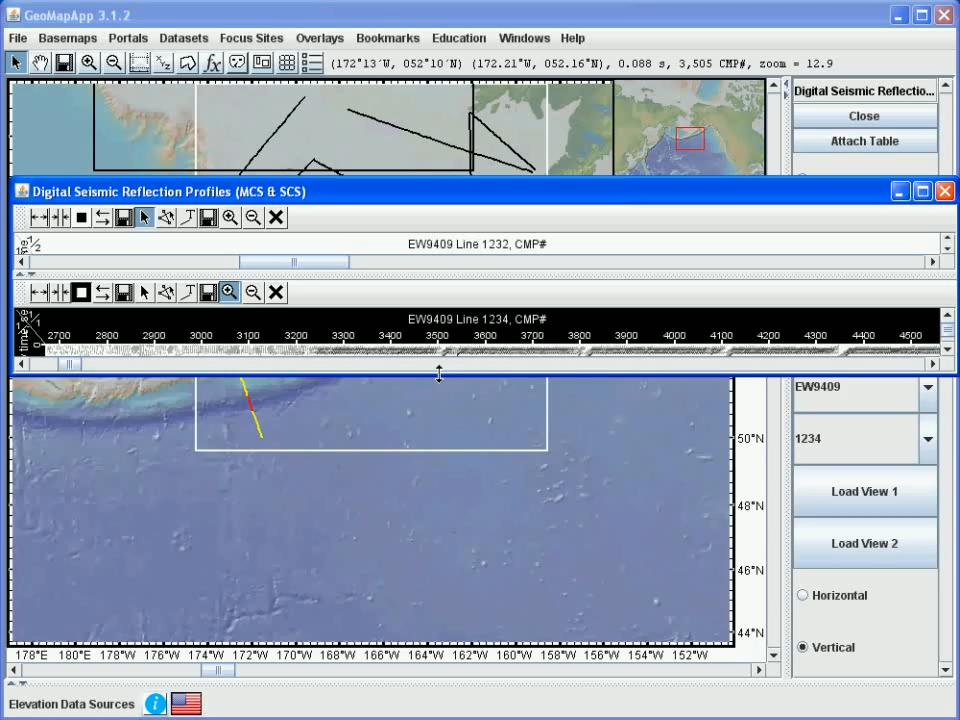 GeoMapApp 3.1.2
File Basemaps Portals Datasets Focus Sites Overlays Bookmarks Education Windows Help
(172°13´W, 052°10´N) (172.21°W, 052.16°N), 0.088 s, 3,505 CMP#, zoom = 12.9
Digital Seismic Reflectio...
Close
Attach Table
Digital Seismic Reflection Profiles (MCS & SCS)
EW9409 Line 1232, CMP#
EW9409 Line 1234, CMP#
2700 2800 2900 3000 3100 3200 3300 3400 3500 3600 3700 3800 3900 4000 4100 4200 4300 4400 4500
EW9409
1234
50°N
Load View 1
48°N
Load View 2
46°N
Horizontal
44°N
Vertical
178°E 180°E 178°W 176°W 174°W 172°W 170°W 168°W 166°W 164°W 162°W 160°W 158°W 156°W 154°W 152°W
Elevation Data Sources